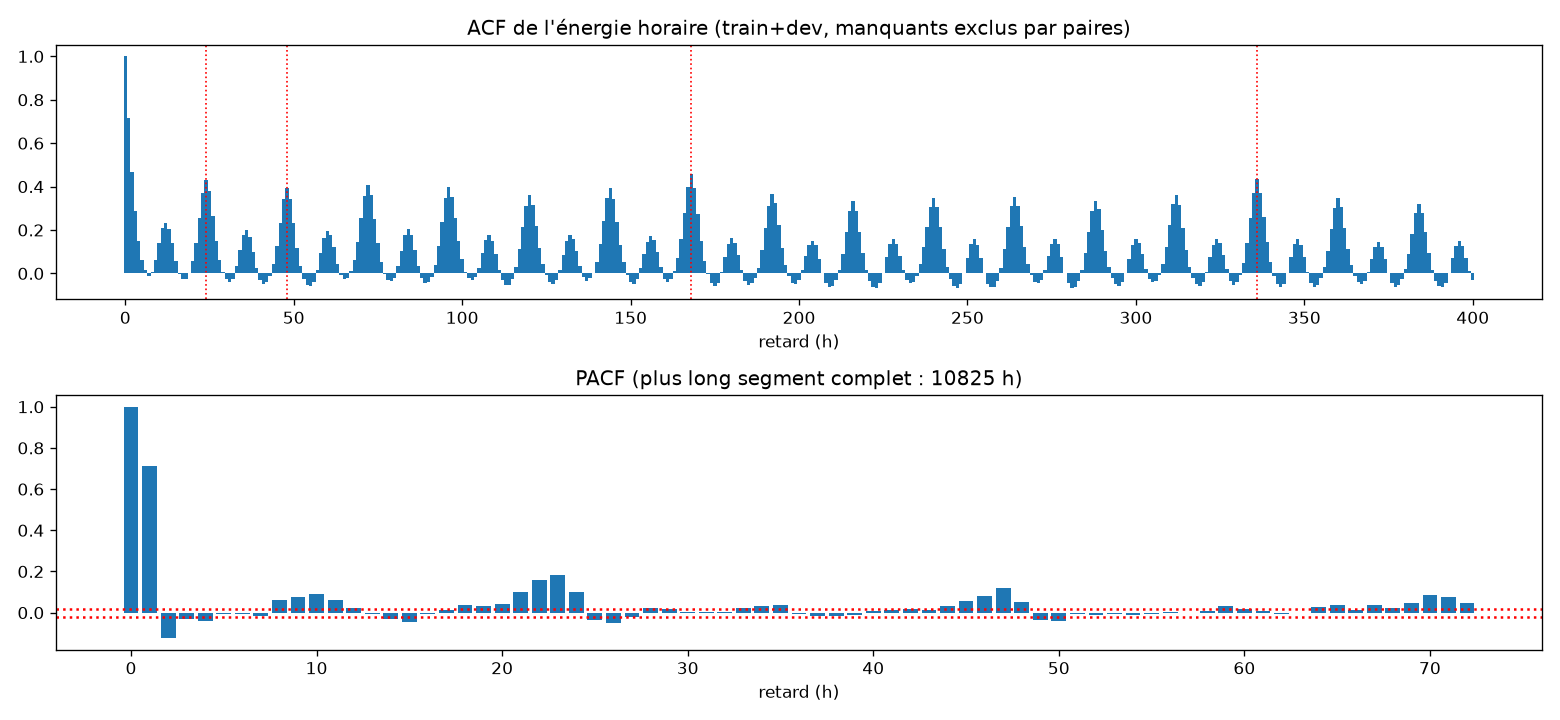 ACF de l'énergie horaire (train+dev, manquants exclus par paires)
1.0
0.8
0.6
0.4
0.2
0.0
0 50 100 150 200 250 300 350 400
retard (h)
PACF (plus long segment complet : 10825 h)
1.0
0.8
0.6
0.4
0.2
0.0
0 10 20 30 40 50 60 70
retard (h)